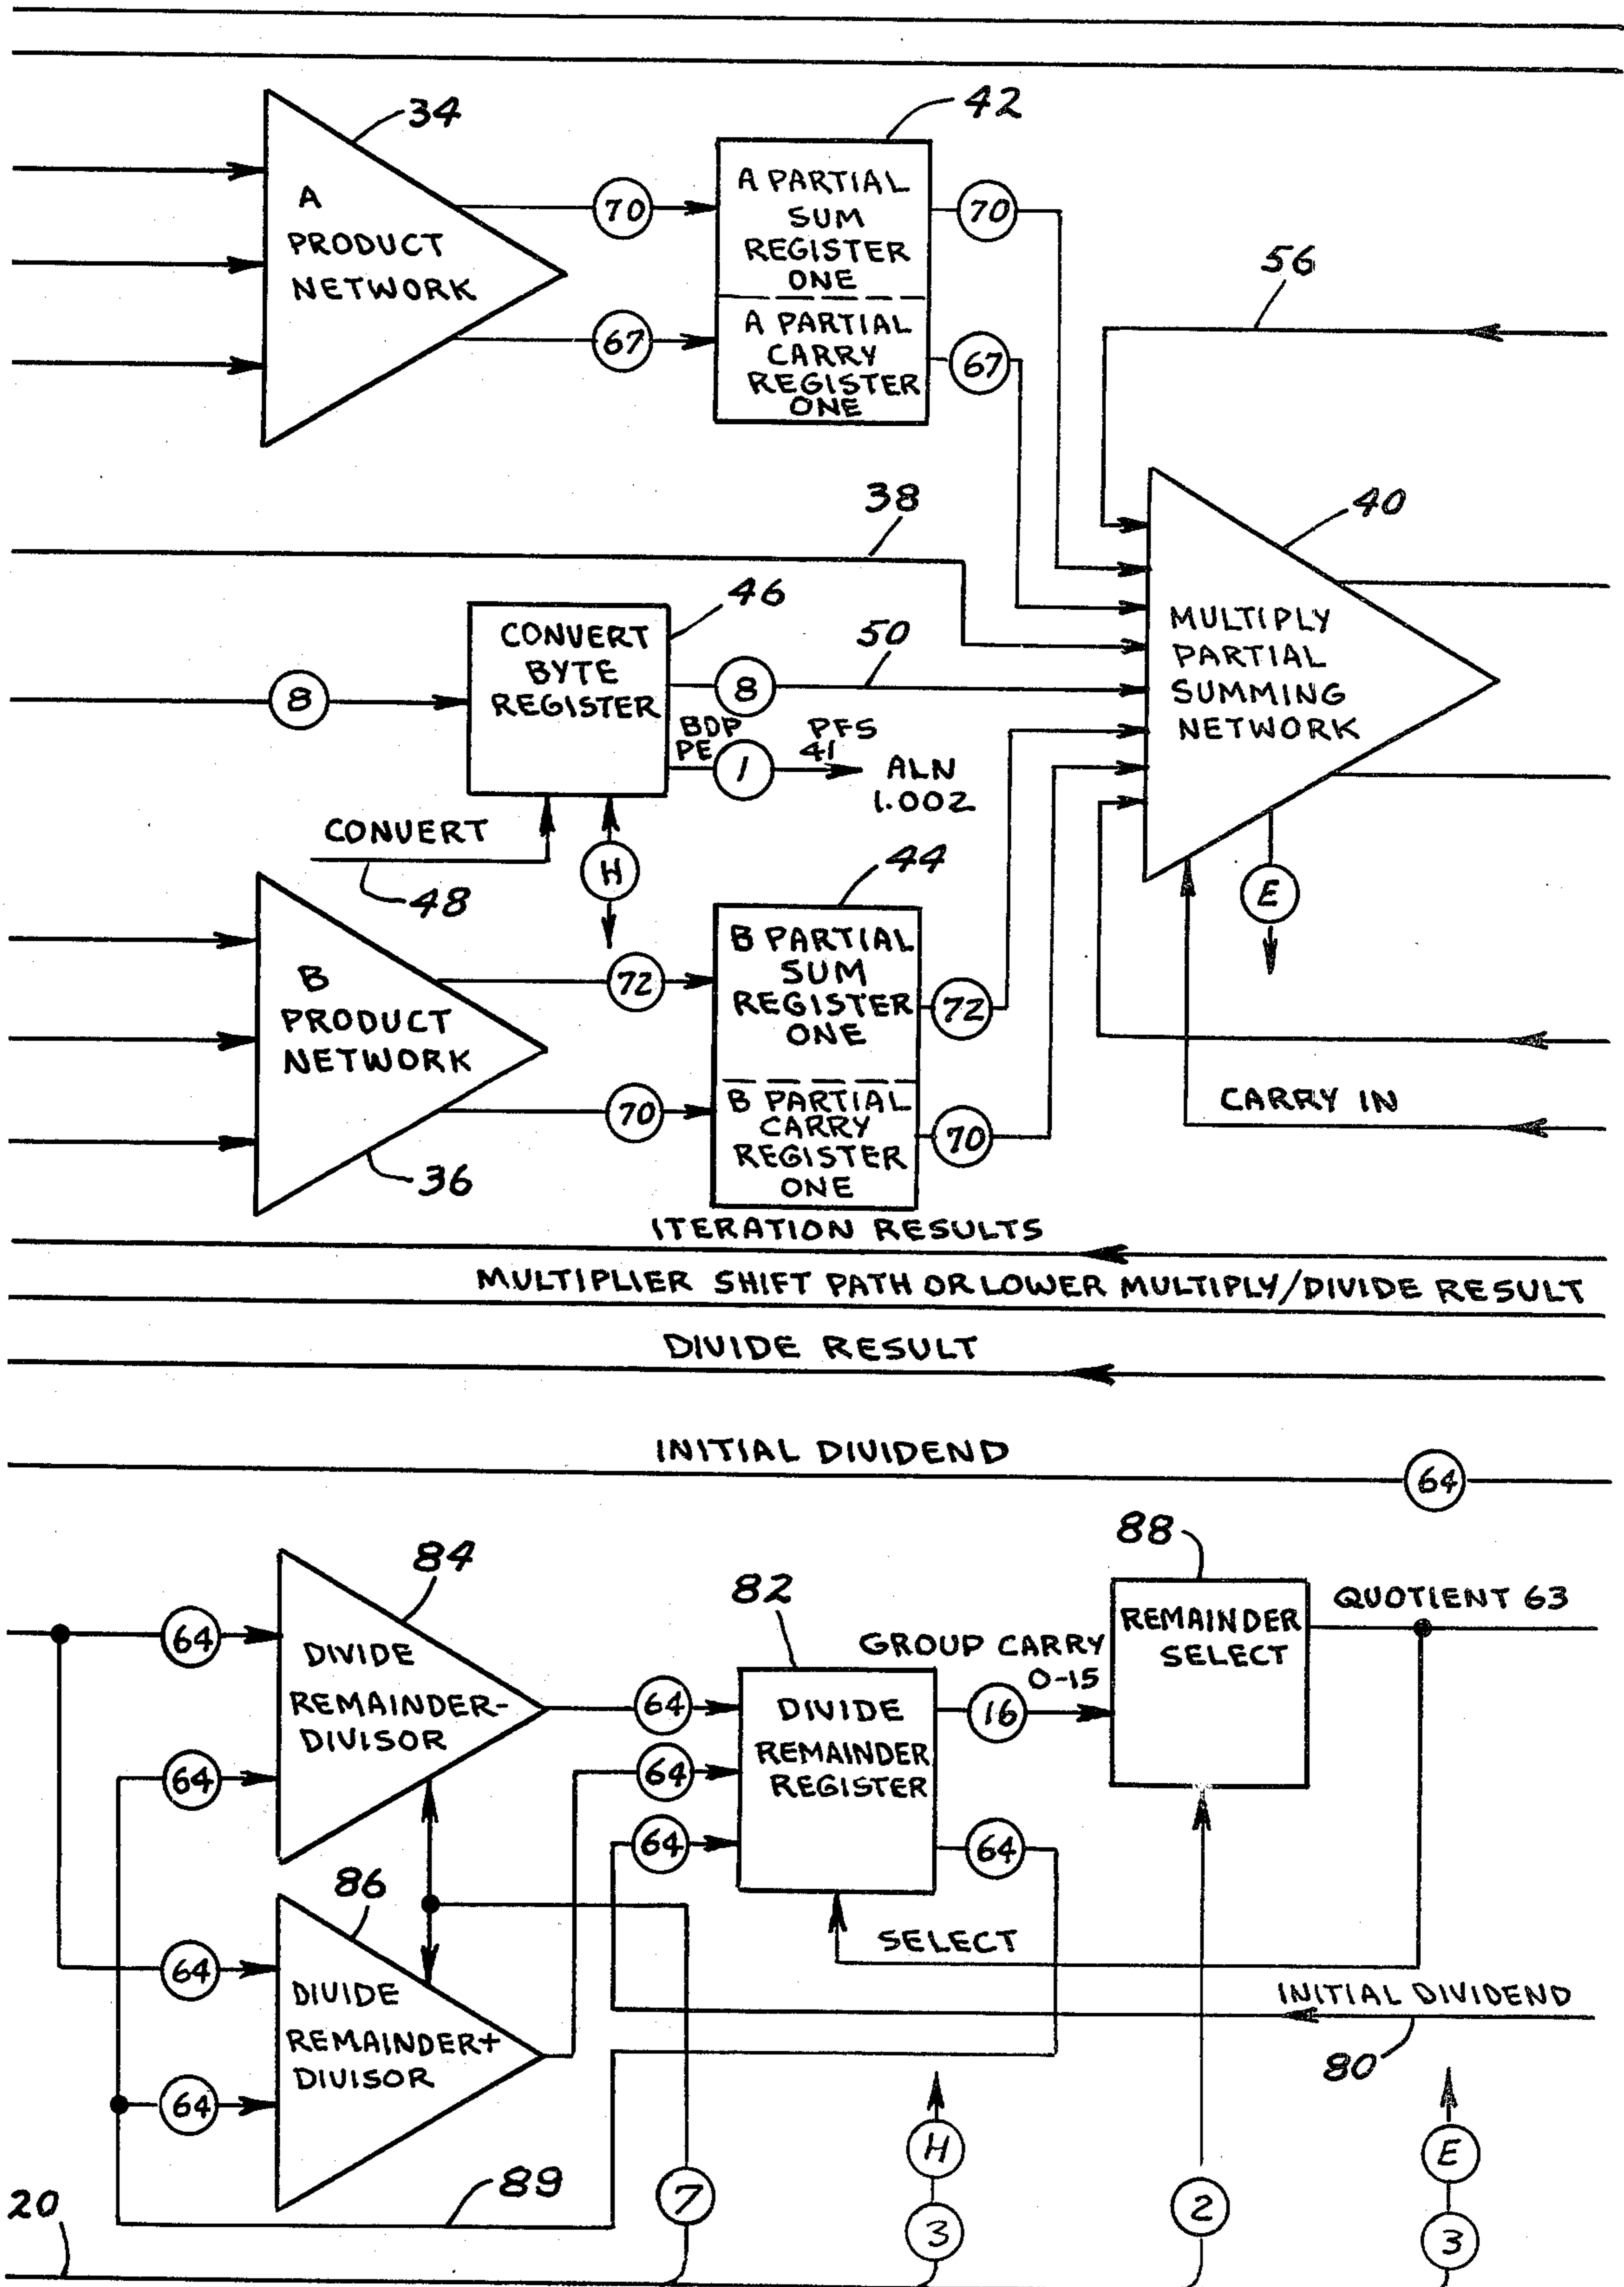 34
42
A
PRODUCT
NETWORK
70
67
A PARTIAL
SUM
REGISTER
ONE
A PARTIAL
CARRY
REGISTER
ONE
70
67
56
38
40
MULTIPLY
PARTIAL
SUMMING
NETWORK
46
CONVERT
BYTE
REGISTER
8
8
50
BDP
PE
1
PFS
41
ALN
1.002
CONVERT
48
H
E
44
B
PRODUCT
NETWORK
36
72
70
B PARTIAL
SUM
REGISTER
ONE
B PARTIAL
CARRY
REGISTER
ONE
72
70
CARRY IN
ITERATION RESULTS
MULTIPLIER SHIFT PATH OR LOWER MULTIPLY/DIVIDE RESULT
DIVIDE RESULT
INITIAL DIVIDEND
64
84
82
88
64
64
DIVIDE
REMAINDER-
DIVISOR
64
64
64
DIVIDE
REMAINDER
REGISTER
GROUP CARRY
0-15
16
64
REMAINDER
SELECT
QUOTIENT 63
86
64
64
DIVIDE
REMAINDER+
DIVISOR
SELECT
INITIAL DIVIDEND
80
89
20
7
H
3
2
E
3